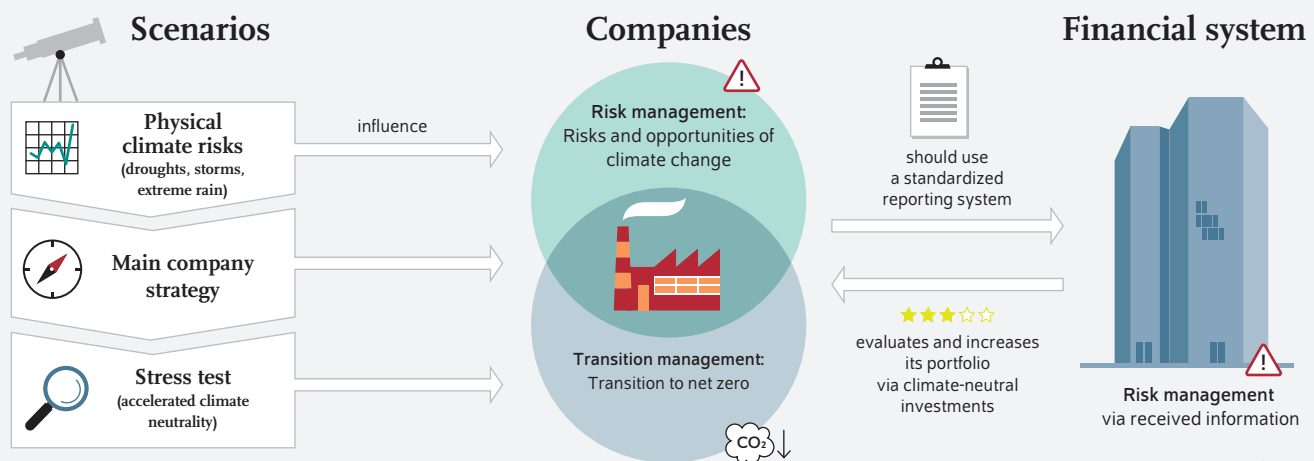 Scenarios
Physical
climate risks
(droughts, storms,
extreme rain)
Main company
strategy
Stress test
(accelerated climate
neutrality)
influence
Companies
!
Risk management:
Risks and opportunities of
climate change
Transition management:
Transition to net zero
CO₂
should use
a standardized
reporting system
evaluates and increases
its portfolio
via climate-neutral
investments
Financial system
!
Risk management
via received information